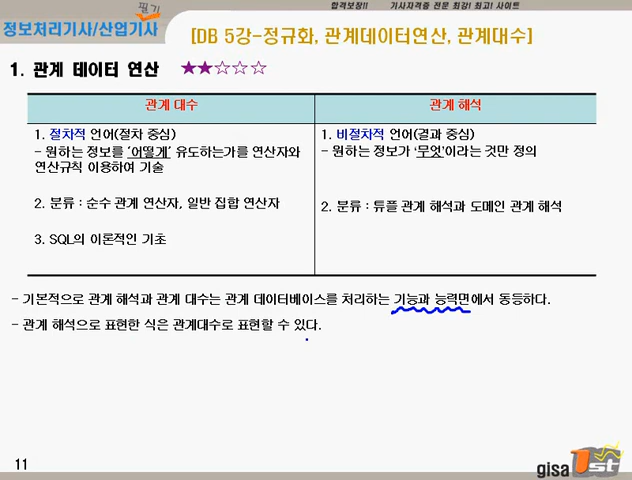 합격보장!! 기사자격증 전문 최강! 최고! 사이트
필기
정보처리기사/산업기사
[DB 5강-정규화, 관계데이터연산, 관계대수]
1. 관계 데이터 연산 ★★☆☆☆
관계 대수
1. 절차적 언어(절차 중심)
- 원하는 정보를 '어떻게' 유도하는가를 연산자와
연산규칙 이용하여 기술
2. 분류 : 순수 관계 연산자, 일반 집합 연산자
3. SQL의 이론적인 기초
관계 해석
1. 비절차적 언어(결과 중심)
- 원하는 정보가 '무엇'이라는 것만 정의
2. 분류 : 튜플 관계 해석과 도메인 관계 해석
- 기본적으로 관계 해석과 관계 대수는 관계 데이터베이스를 처리하는 기능과 능력면에서 동등하다.
- 관계 해석으로 표현한 식은 관계대수로 표현할 수 있다.
11
gisa 1st